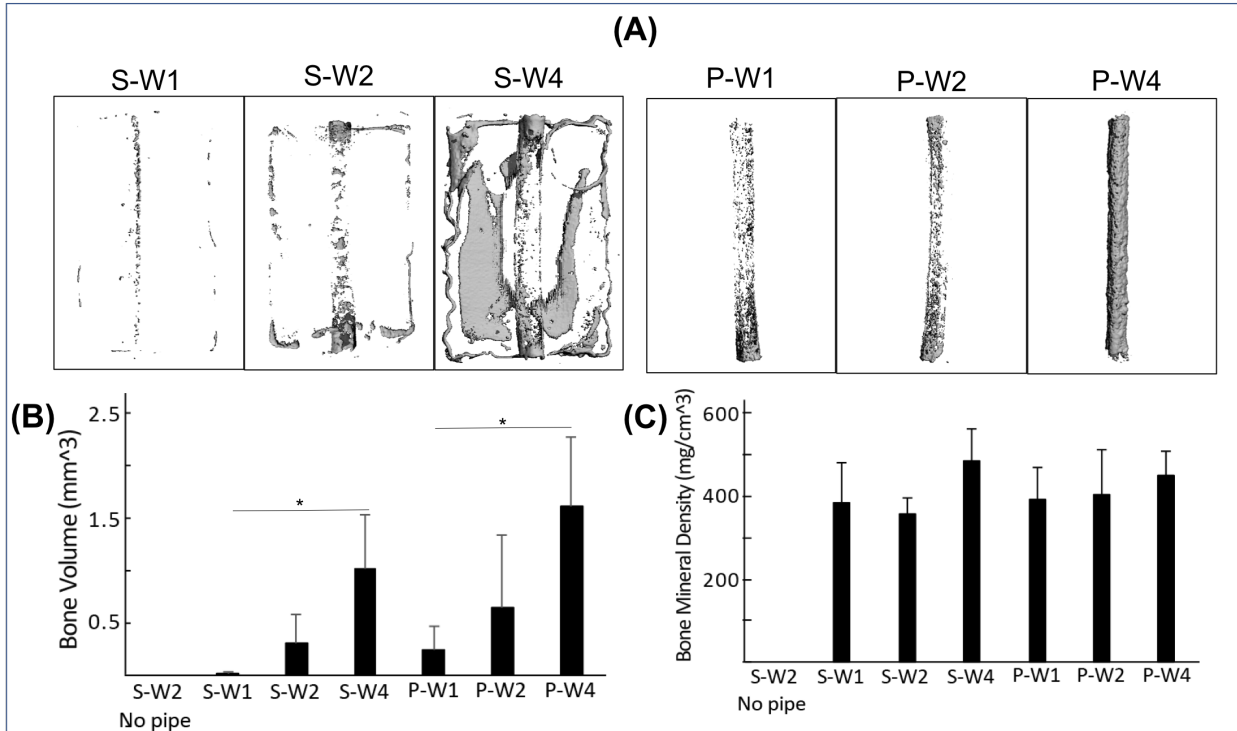 (A)
S-W1 S-W2 S-W4 P-W1 P-W2 P-W4
(B)
Bone Volume (mm^3)
2.5
1.5
0.5
*
*
S-W2 S-W1 S-W2 S-W4 P-W1 P-W2 P-W4
No pipe
(C)
Bone Mineral Density (mg/cm^3)
600
400
200
S-W2 S-W1 S-W2 S-W4 P-W1 P-W2 P-W4
No pipe